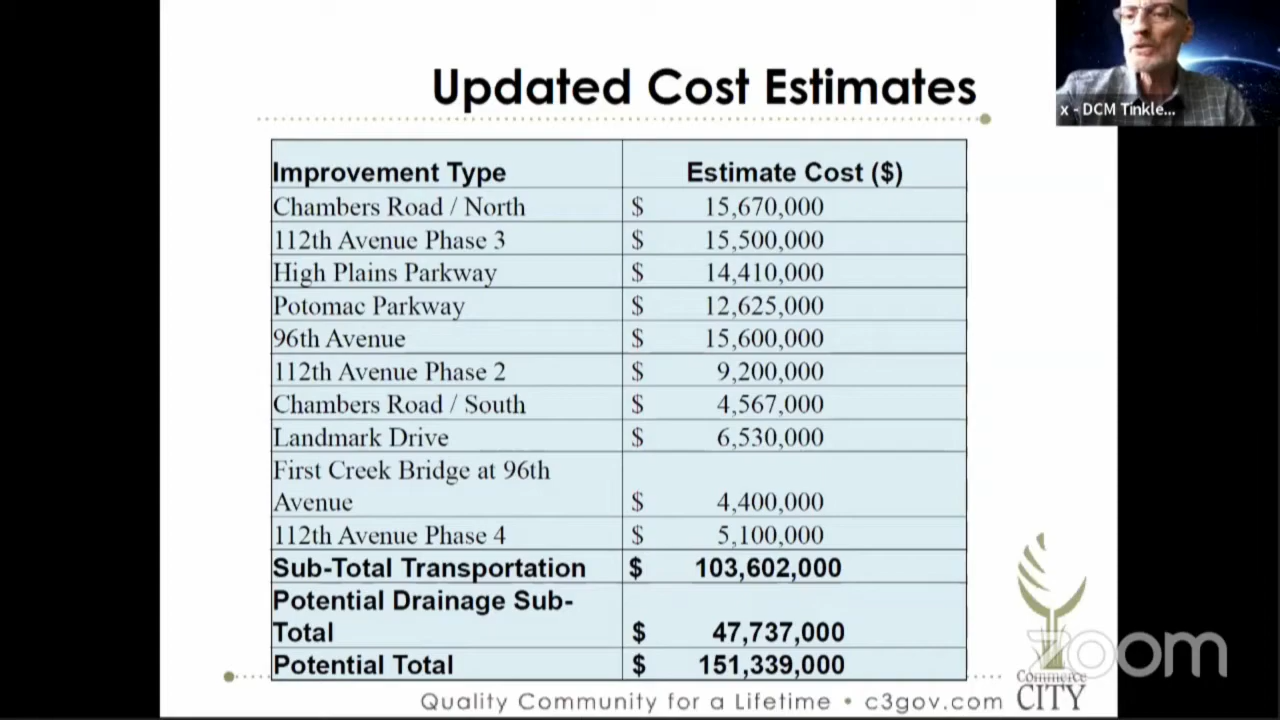 Updated Cost Estimates
x - DCM Tinkle...
Improvement Type Estimate Cost ($)
Chambers Road / North $ 15,670,000
112th Avenue Phase 3 $ 15,500,000
High Plains Parkway $ 14,410,000
Potomac Parkway $ 12,625,000
96th Avenue $ 15,600,000
112th Avenue Phase 2 $ 9,200,000
Chambers Road / South $ 4,567,000
Landmark Drive $ 6,530,000
First Creek Bridge at 96th
Avenue $ 4,400,000
112th Avenue Phase 4 $ 5,100,000
Sub-Total Transportation $ 103,602,000
Potential Drainage Sub-
Total $ 47,737,000
Potential Total $ 151,339,000
zoom
Commerce
CITY
Quality Community for a Lifetime • c3gov.com